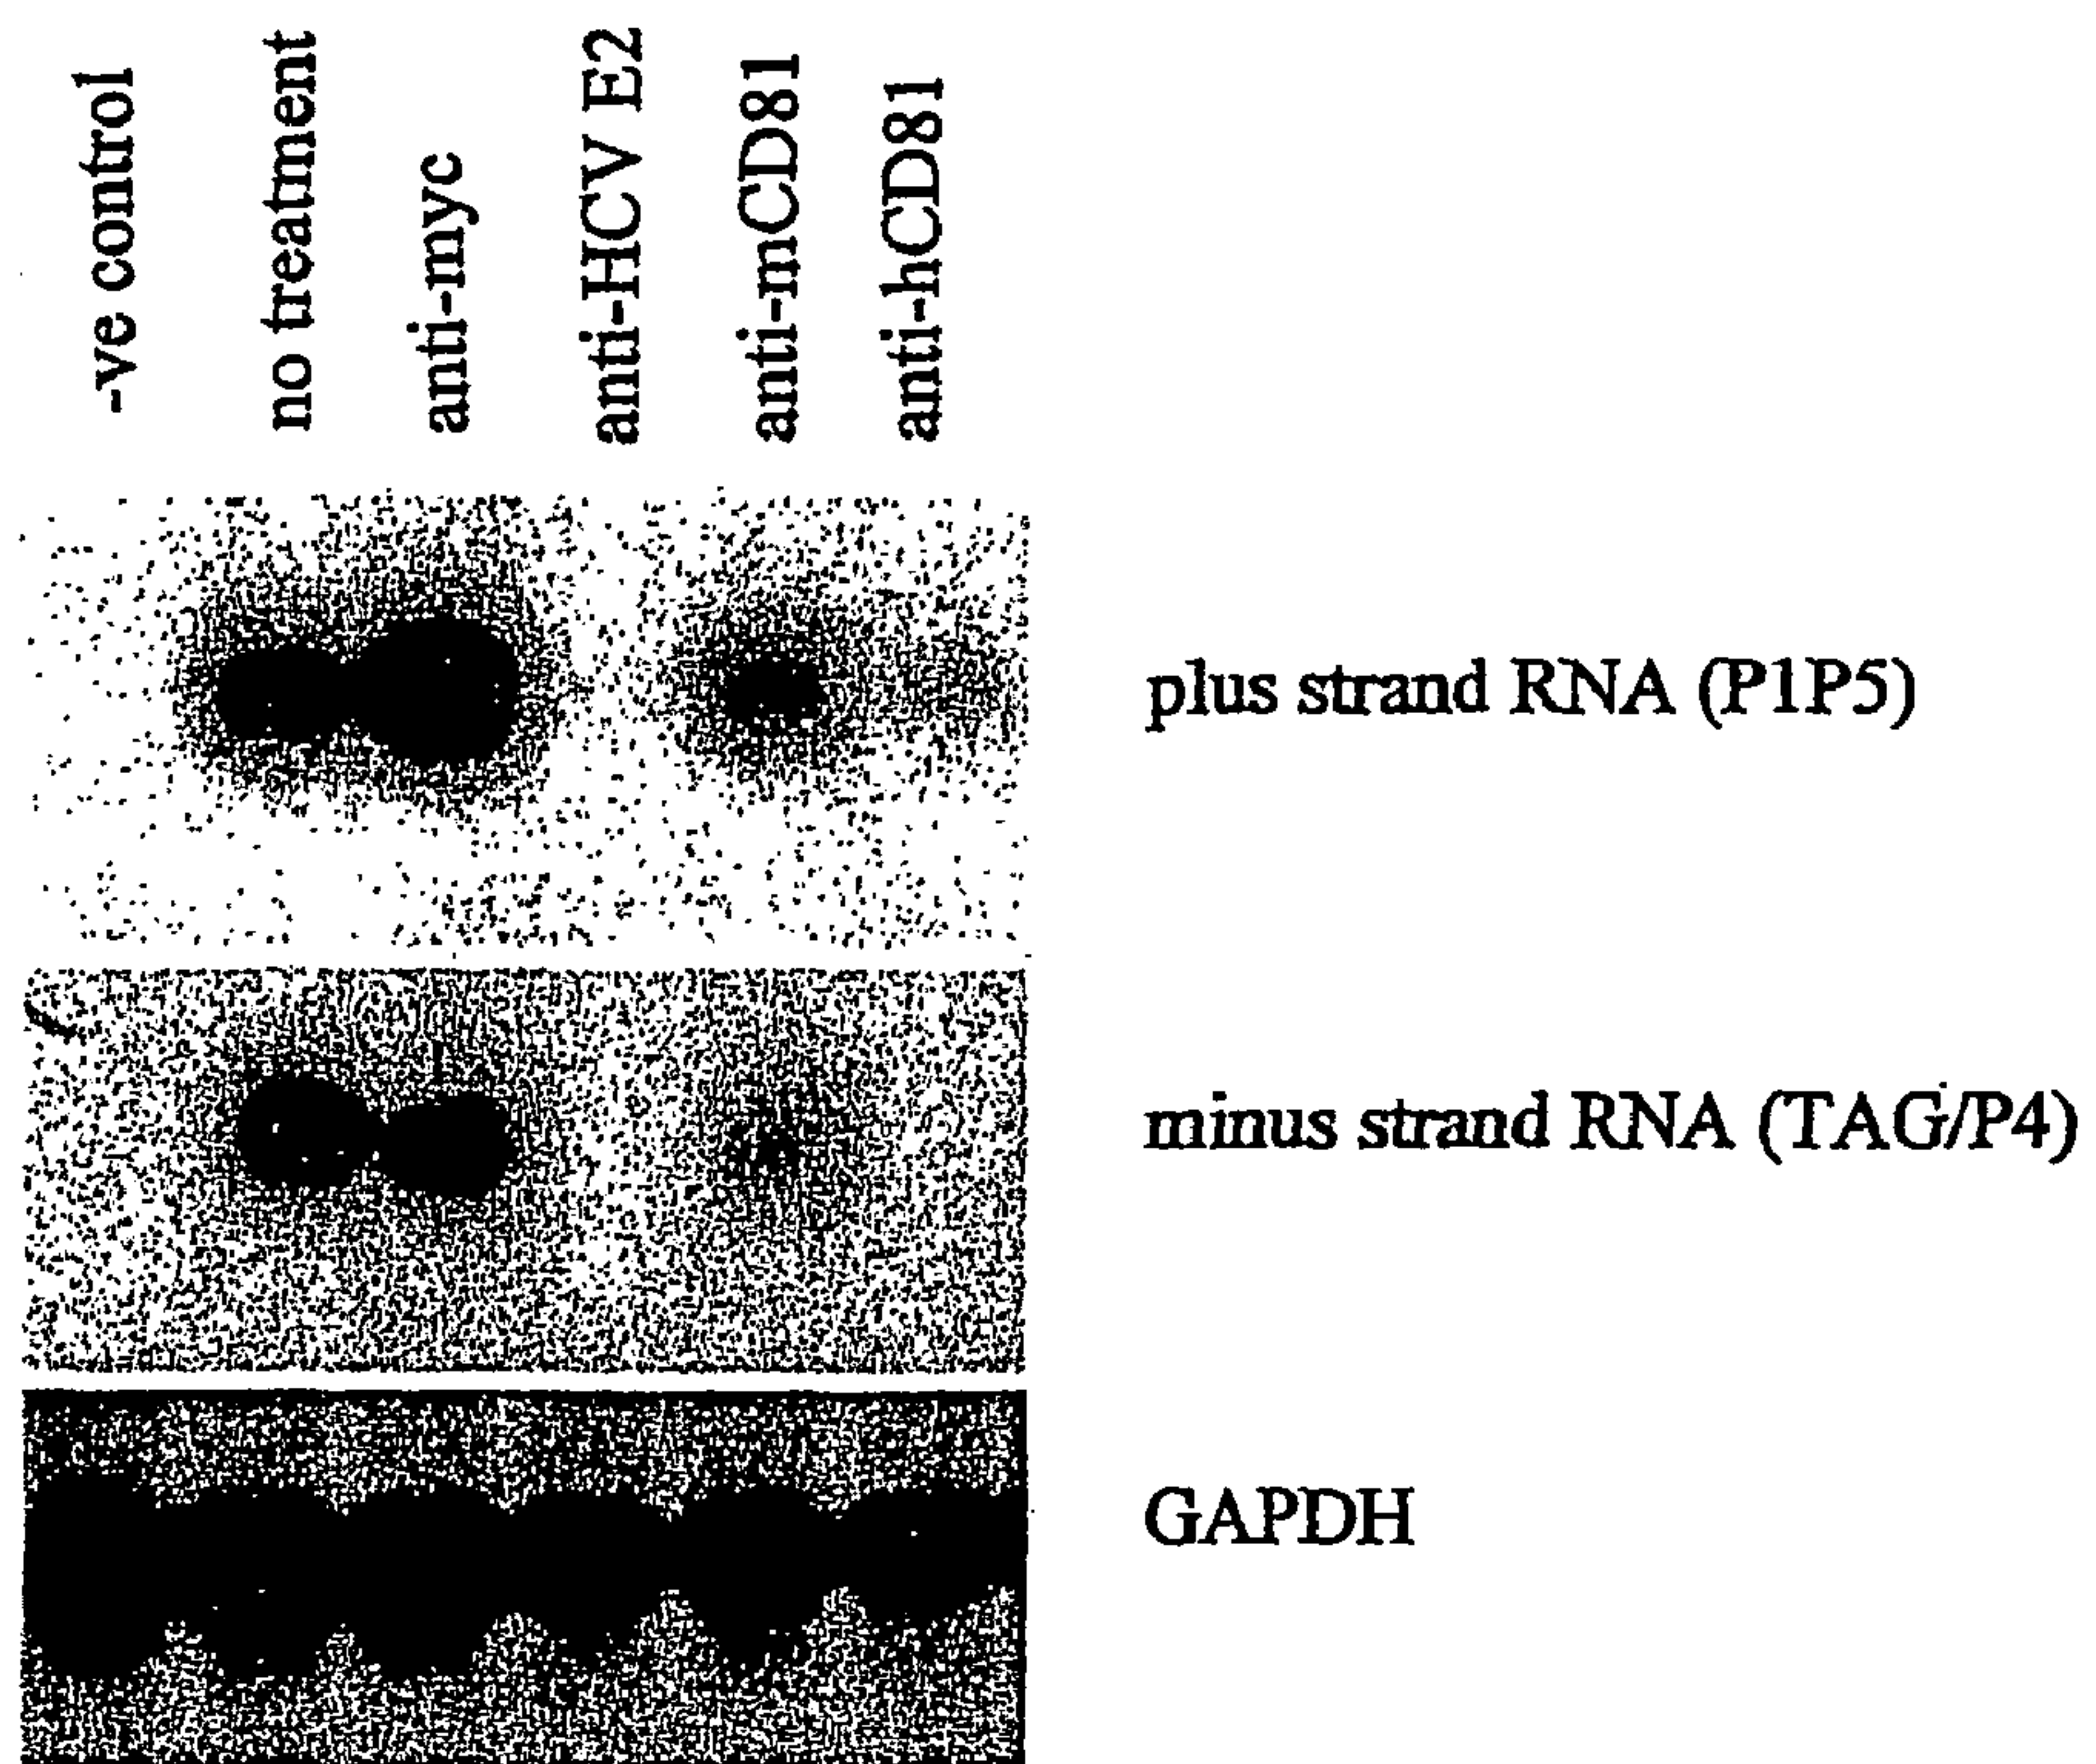 -ve control
no treatment
anti-myc
anti-HCV E2
anti-mCD81
anti-hCD81
plus strand RNA (P1P5)
minus strand RNA (TAG/P4)
GAPDH